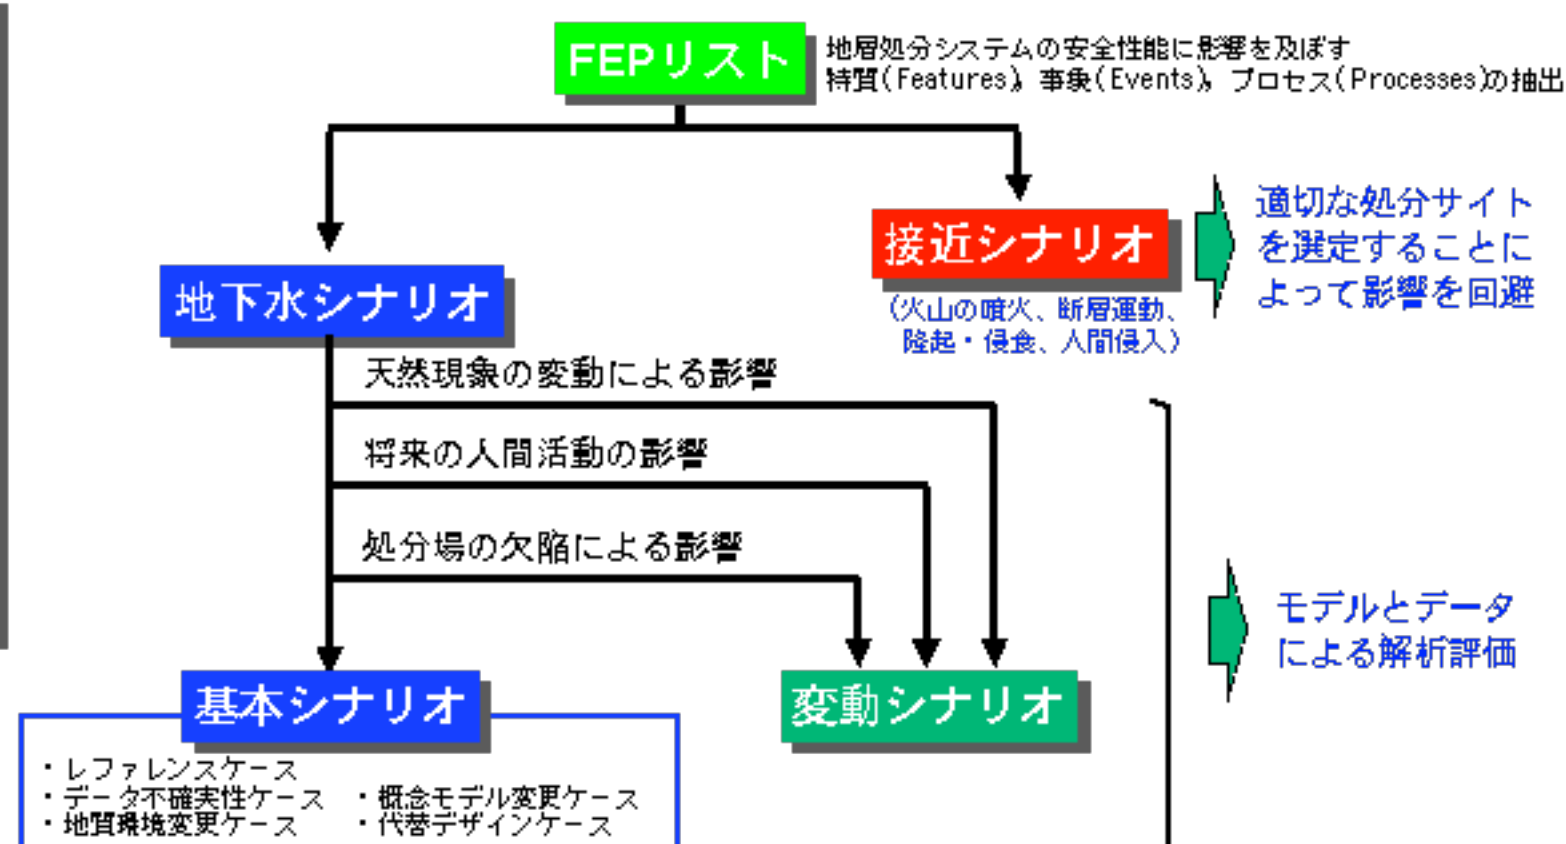 FEPリスト
地層処分システムの安全性能に影響を及ぼす
特質(Features)、事象(Events)、プロセス(Processes)の抽出
接近シナリオ
(火山の噴火、断層運動、
隆起・侵食、人間侵入)
適切な処分サイト
を選定することに
よって影響を回避
地下水シナリオ
天然現象の変動による影響
将来の人間活動の影響
処分場の欠陥による影響
モデルとデータ
による解析評価
基本シナリオ
変動シナリオ
・レファレンスケース
・データ不確実性ケース ・概念モデル変更ケース
・地質環境変更ケース ・代替デザインケース